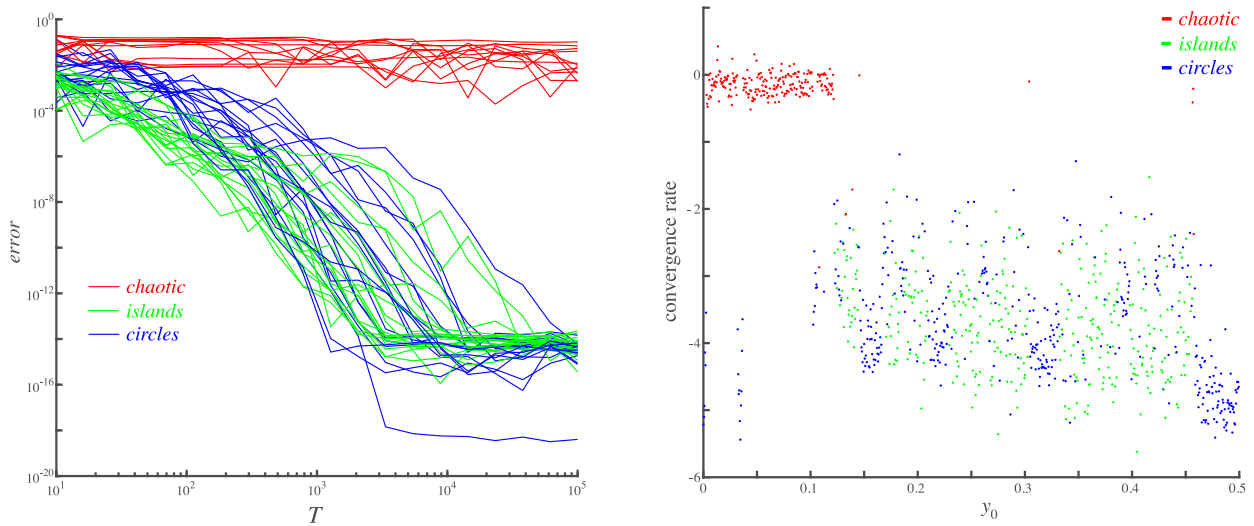 10^0
10^-4
10^-8
10^-12
10^-16
10^-20
error
chaotic
islands
circles
10^1 10^2 10^3 10^4 10^5
T
chaotic
islands
circles
0
-2
-4
-6
convergence rate
0 0.1 0.2 0.3 0.4 0.5
y_0